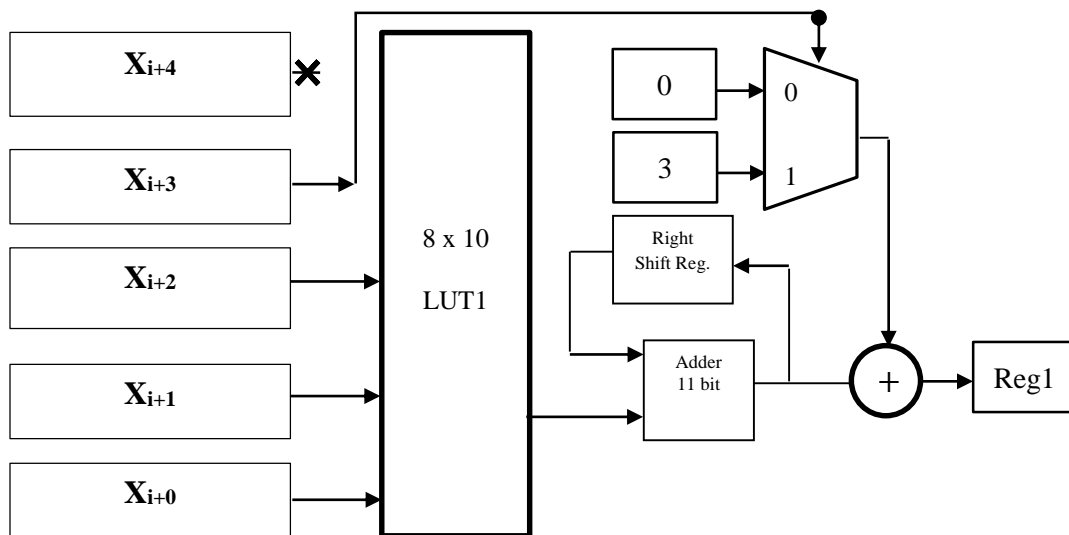 Xi+4
Xi+3
Xi+2
Xi+1
Xi+0
8 x 10
LUT1
0
3
0
1
Right
Shift Reg.
Adder
11 bit
+
Reg1